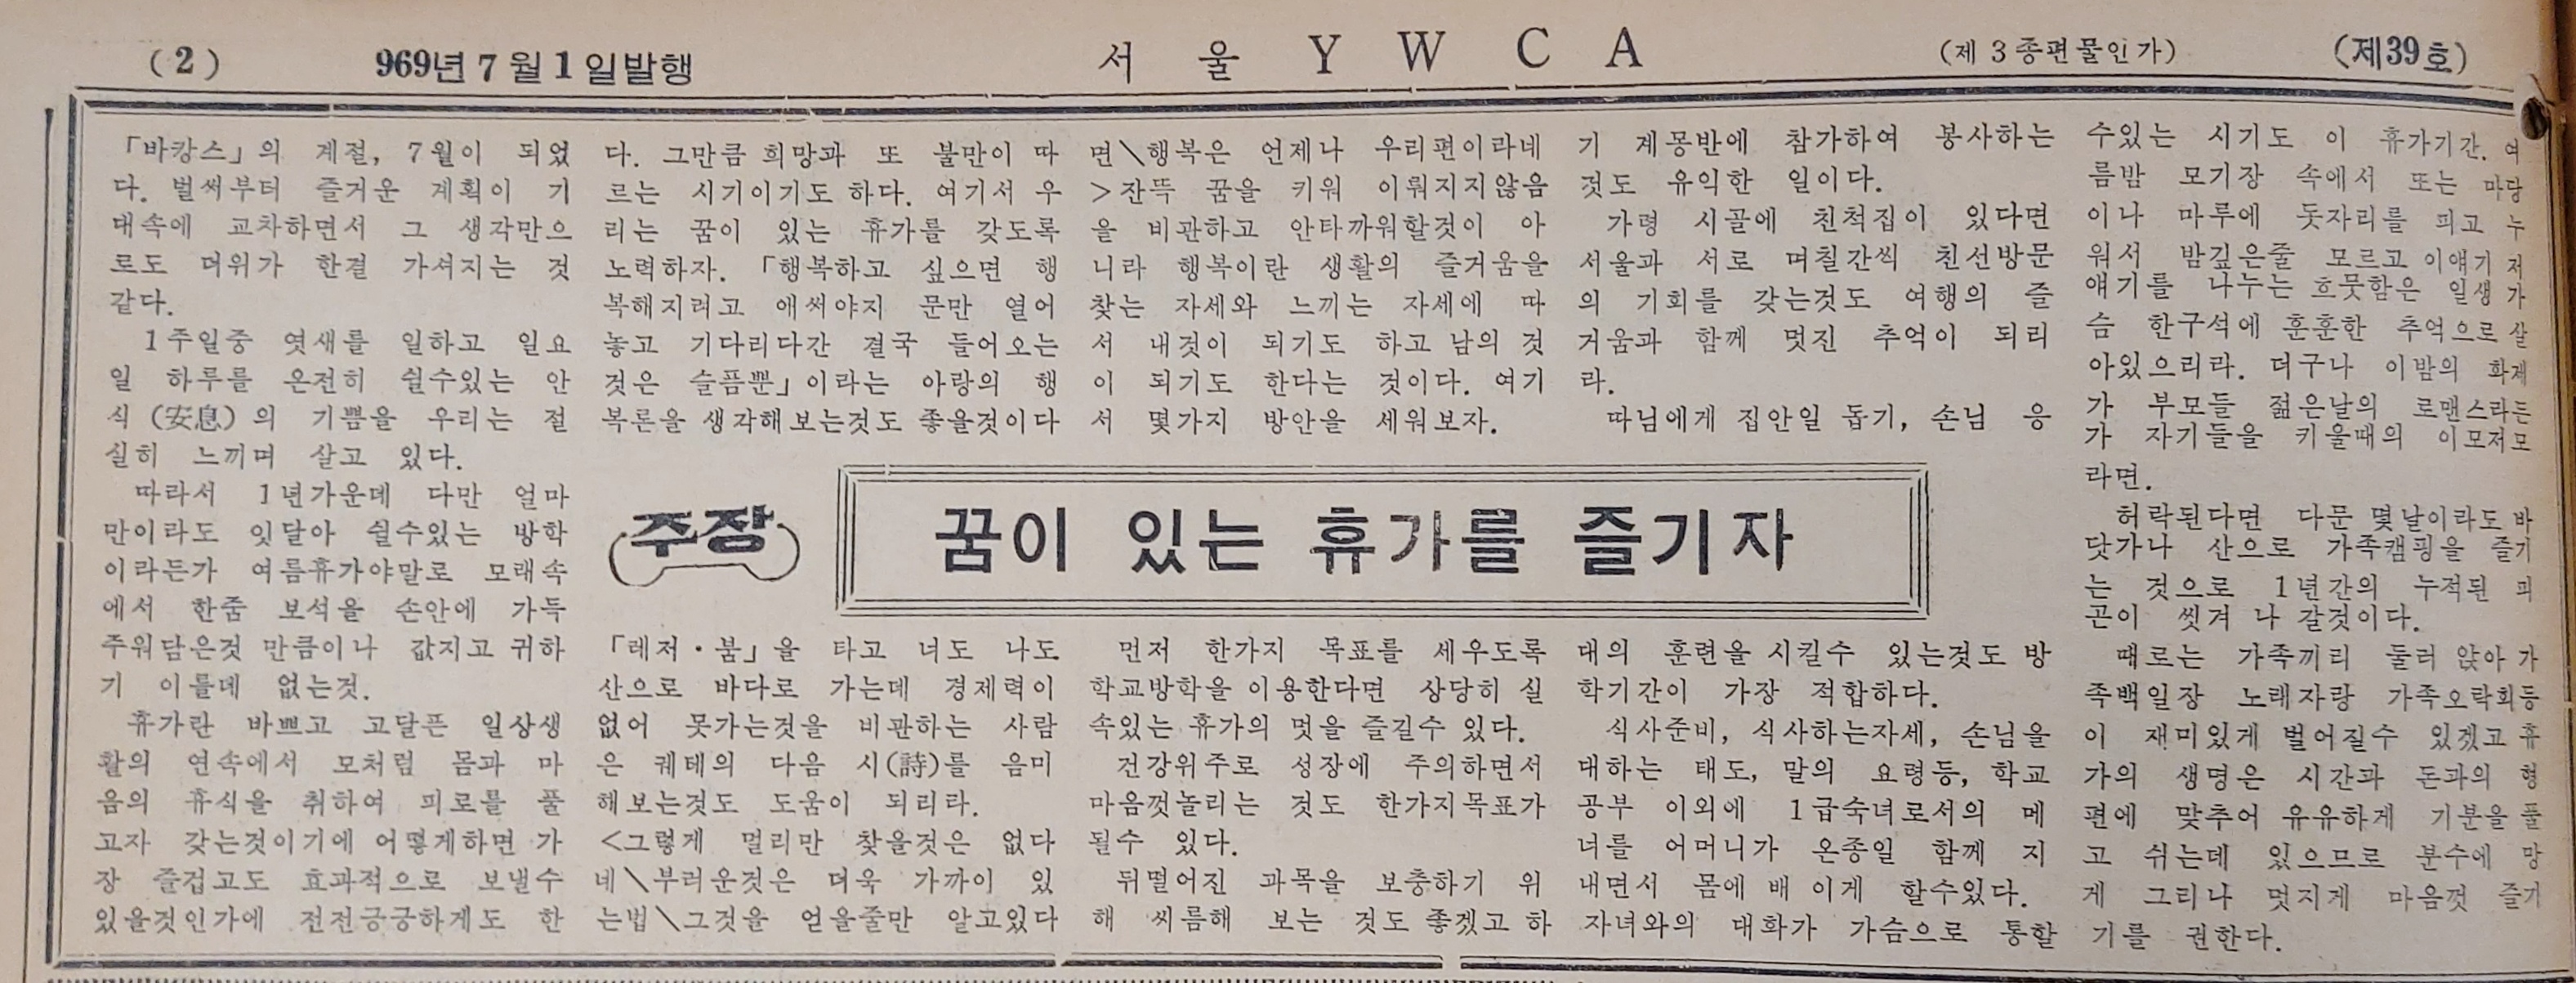 (2)
969년 7월 1일발행
서울 YWCA
(제3종편물인가)
(제39호)
「바캉스」의 계절, 7월이 되었
다. 벌써부터 즐거운 계획이 기
대속에 교차하면서 그 생각만으
로도 더위가 한결 가셔지는 것
같다.
1주일중 엿새를 일하고 일요
일 하루를 온전히 쉴수있는 안
식(安息)의 기쁨을 우리는 절
실히 느끼며 살고 있다.
따라서 1년가운데 다만 얼마
만이라도 잇달아 쉴수있는 방학
이라든가 여름휴가야말로 모래속
에서 한줌 보석을 손안에 가득
주워담은것 만큼이나 값지고 귀하
기 이를데 없는것.
휴가란 바쁘고 고달픈 일상생
활의 연속에서 모처럼 몸과 마
음의 휴식을 취하여 피로를 풀
고자 갖는것이기에 어떻게하면 가
장 즐겁고도 효과적으로 보낼수
있을것인가에 전전긍긍하게도 한
다. 그만큼 희망과 또 불만이 따
르는 시기이기도 하다. 여기서 우
리는 꿈이 있는 휴가를 갖도록
노력하자. 「행복하고 싶으면 행
복해지려고 애써야지 문만 열어
놓고 기다리다간 결국 들어오는
것은 슬픔뿐」이라는 아랑의 행
복론을 생각해보는것도 좋을것이다
주장
꿈이 있는 휴가를 즐기자
「레저·붐」을 타고 너도 나도
산으로 바다로 가는데 경제력이
없어 못가는것을 비관하는 사람
은 궤테의 다음 시(詩)를 음미
해보는것도 도움이 되리라.
<그렇게 멀리만 찾을것은 없다
네\부러운것은 더욱 가까이 있
는법\그것을 얻을줄만 알고있다
면\행복은 언제나 우리편이라네
>잔뜩 꿈을 키워 이뤄지지않음
을 비관하고 안타까워할것이 아
니라 행복이란 생활의 즐거움을
찾는 자세와 느끼는 자세에 따
서 내것이 되기도 하고 남의 것
이 되기도 한다는 것이다. 여기
서 몇가지 방안을 세워보자.
먼저 한가지 목표를 세우도록
학교방학을 이용한다면 상당히 실
속있는 휴가의 멋을 즐길수 있다.
건강위주로 성장에 주의하면서
마음껏놀리는 것도 한가지목표가
될수 있다.
뒤떨어진 과목을 보충하기 위
해 씨름해 보는 것도 좋겠고 하
기 계몽반에 참가하여 봉사하는
것도 유익한 일이다.
가령 시골에 친척집이 있다면
서울과 서로 며칠간씩 친선방문
의 기회를 갖는것도 여행의 즐
거움과 함께 멋진 추억이 되리
라.
따님에게 집안일 돕기, 손님 응
대의 훈련을 시킬수 있는것도 방
학기간이 가장 적합하다.
식사준비, 식사하는자세, 손님을
대하는 태도, 말의 요령등, 학교
공부 이외에 1급숙녀로서의 메
너를 어머니가 온종일 함께 지
내면서 몸에 배 이게 할수있다.
자녀와의 대화가 가슴으로 통할
수있는 시기도 이 휴가기간. 여
름밤 모기장 속에서 또는 마당
이나 마루에 돗자리를 피고 누
워서 밤깊은줄 모르고 이얘기 저
얘기를 나누는 흐뭇함은 일생 가
슴 한구석에 훈훈한 추억으로 살
아있으리라. 더구나 이밤의 화제
가 부모들 젊은날의 로맨스라든
가 자기들을 키울때의 이모저모
라면.
허락된다면 다문 몇날이라도 바
닷가나 산으로 가족캠핑을 즐기
는 것으로 1년간의 누적된 피
곤이 씻겨 나 갈것이다.
때로는 가족끼리 둘러 앉아 가
족백일장 노래자랑 가족오락회등
이 재미있게 벌어질수 있겠고 휴
가의 생명은 시간과 돈과의 형
편에 맞추어 유유하게 기분을 풀
고 쉬는데 있으므로 분수에 맞
게 그러나 멋지게 마음껏 즐기
기를 권한다.